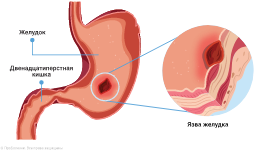 Желудок
Двенадцатиперстная
кишка
Язва желудка